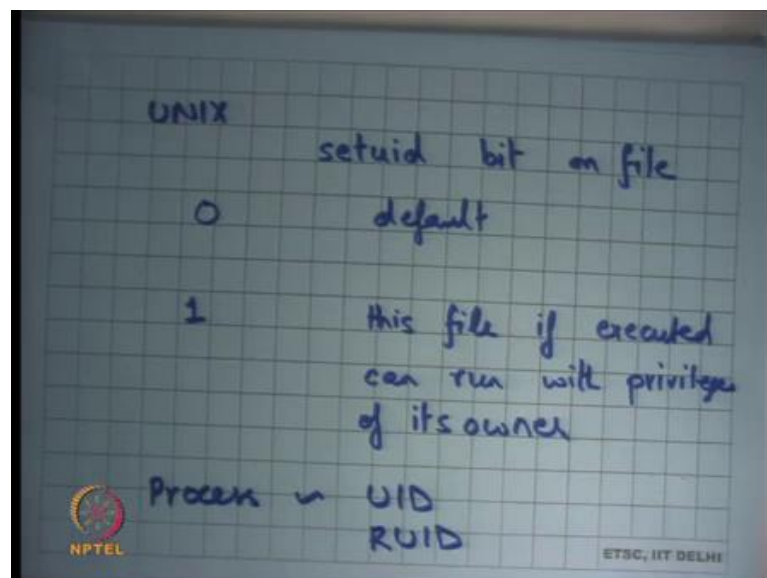 UNIX
setuid bit on file
0 default
1 this file if executed
can run with privileges
of its owner
Process ~ UID
RUID
NPTEL
ETSC, IIT DELHI